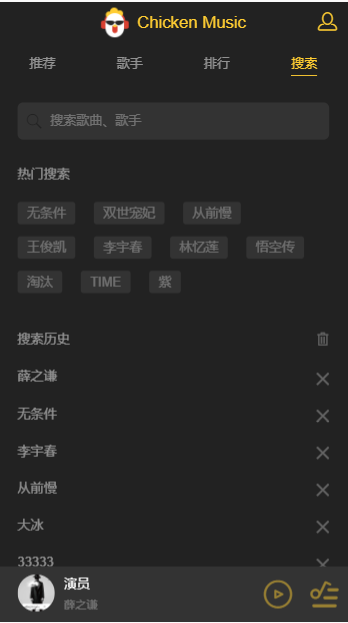 Chicken Music
推荐 歌手 排行 搜索
搜索歌曲、歌手
热门搜索
无条件 双世宠妃 从前慢
王俊凯 李宇春 林忆莲 悟空传
淘汰 TIME 紫
搜索历史
薛之谦
无条件
李宇春
从前慢
大冰
33333
演员
薛之谦